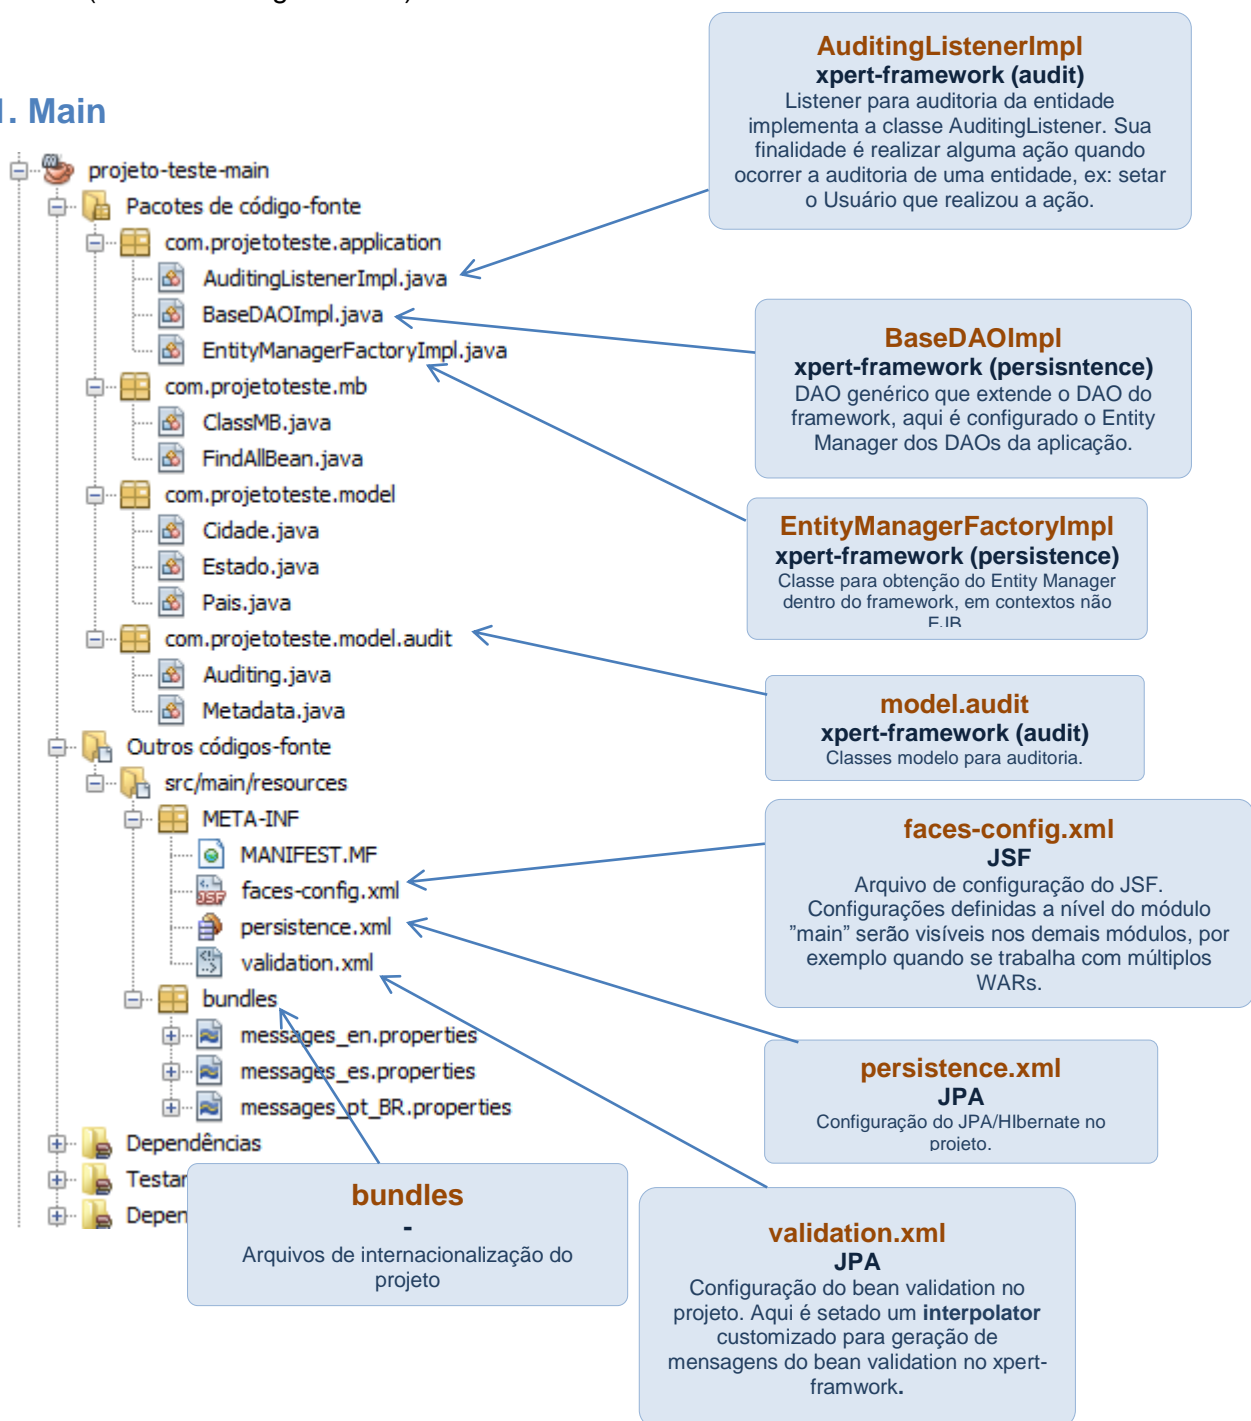 1. Main
projeto-teste-main
Pacotes de código-fonte
com.projetoteste.application
AuditingListenerImpl.java
BaseDAOImpl.java
EntityManagerFactoryImpl.java
com.projetoteste.mb
ClassMB.java
FindAllBean.java
com.projetoteste.model
Cidade.java
Estado.java
Pais.java
com.projetoteste.model.audit
Auditing.java
Metadata.java
Outros códigos-fonte
src/main/resources
META-INF
MANIFEST.MF
faces-config.xml
persistence.xml
validation.xml
bundles
messages_en.properties
messages_es.properties
messages_pt_BR.properties
Dependências
Testar
Depen
AuditingListenerImpl
xpert-framework (audit)
Listener para auditoria da entidade
implementa a classe AuditingListener. Sua
finalidade é realizar alguma ação quando
ocorrer a auditoria de uma entidade, ex: setar
o Usuário que realizou a ação.
BaseDAOImpl
xpert-framework (persisntence)
DAO genérico que extende o DAO do
framework, aqui é configurado o Entity
Manager dos DAOs da aplicação.
EntityManagerFactoryImpl
xpert-framework (persistence)
Classe para obtenção do Entity Manager
dentro do framework, em contextos não
EJB
model.audit
xpert-framework (audit)
Classes modelo para auditoria.
faces-config.xml
JSF
Arquivo de configuração do JSF.
Configurações definidas a nível do módulo
”main” serão visíveis nos demais módulos, por
exemplo quando se trabalha com múltiplos
WARs.
persistence.xml
JPA
Configuração do JPA/HIbernate no
projeto.
bundles
-
Arquivos de internacionalização do
projeto
validation.xml
JPA
Configuração do bean validation no
projeto. Aqui é setado um interpolator
customizado para geração de
mensagens do bean validation no xpert-
framwork.